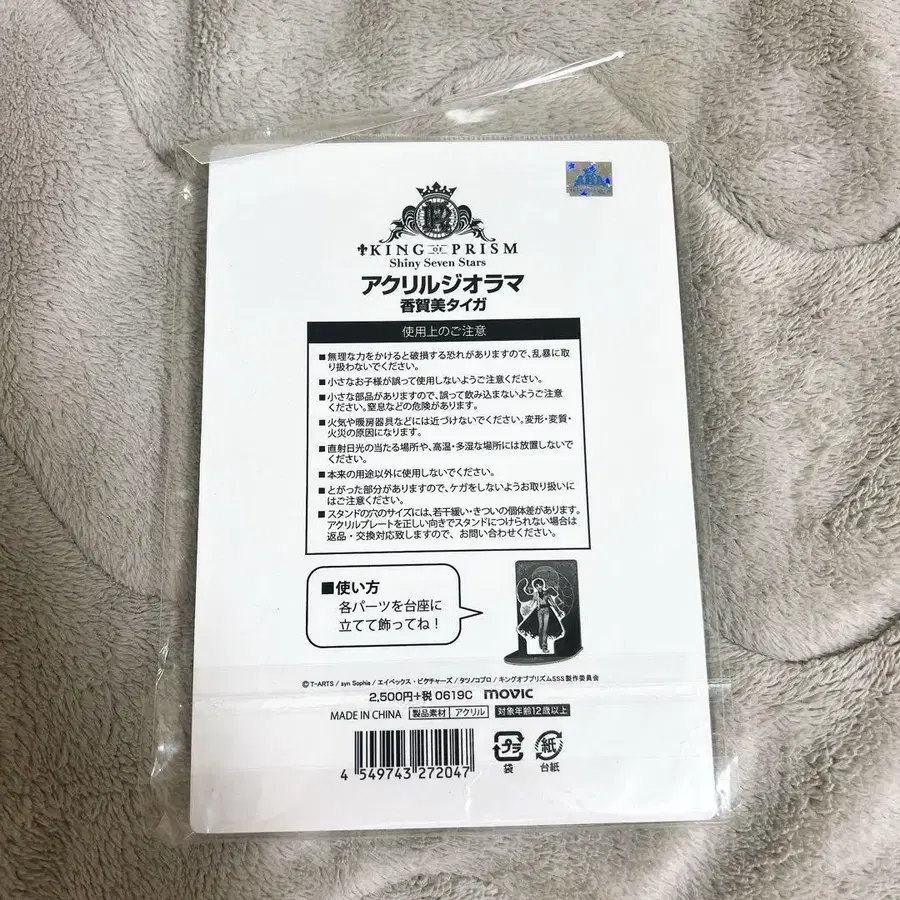 KING OF PRISM
Shiny Seven Stars
アクリルジオラマ
香賀美タイガ
使用上のご注意
■無理な力をかけると破損する恐れがありますので、乱暴に取
り扱わないでください。
■小さなお子様が誤って使用しないようご注意ください。
■小さな部品がありますので、誤って飲み込まないようご注意
ください。窒息などの危険があります。
■火気や暖房器具などには近づけないでください。変形・変質・
火災の原因になります。
■直射日光の当たる場所や、高温・多湿な場所には放置しないで
ください。
■本来の用途以外に使用しないでください。
■とがった部分がありますので、ケガをしないようお取り扱いに
はご注意ください。
■スタンドの穴のサイズには、若干緩い・きついの個体差があります。
アクリルプレートを正しい向きでスタンドにつけられない場合は
返品・交換対応致しますので、お問い合わせください。
■使い方
各パーツを台座に
立てて飾ってね！
©T-ARTS / syn Sophia / エイベックス・ピクチャーズ / タツノコプロ / キングオブプリズムSSS製作委員会
2,500円+税 0619C movic
MADE IN CHINA 製品素材 アクリル 対象年齢12歳以上
4 549743 272047
プラ 紙
袋 台紙